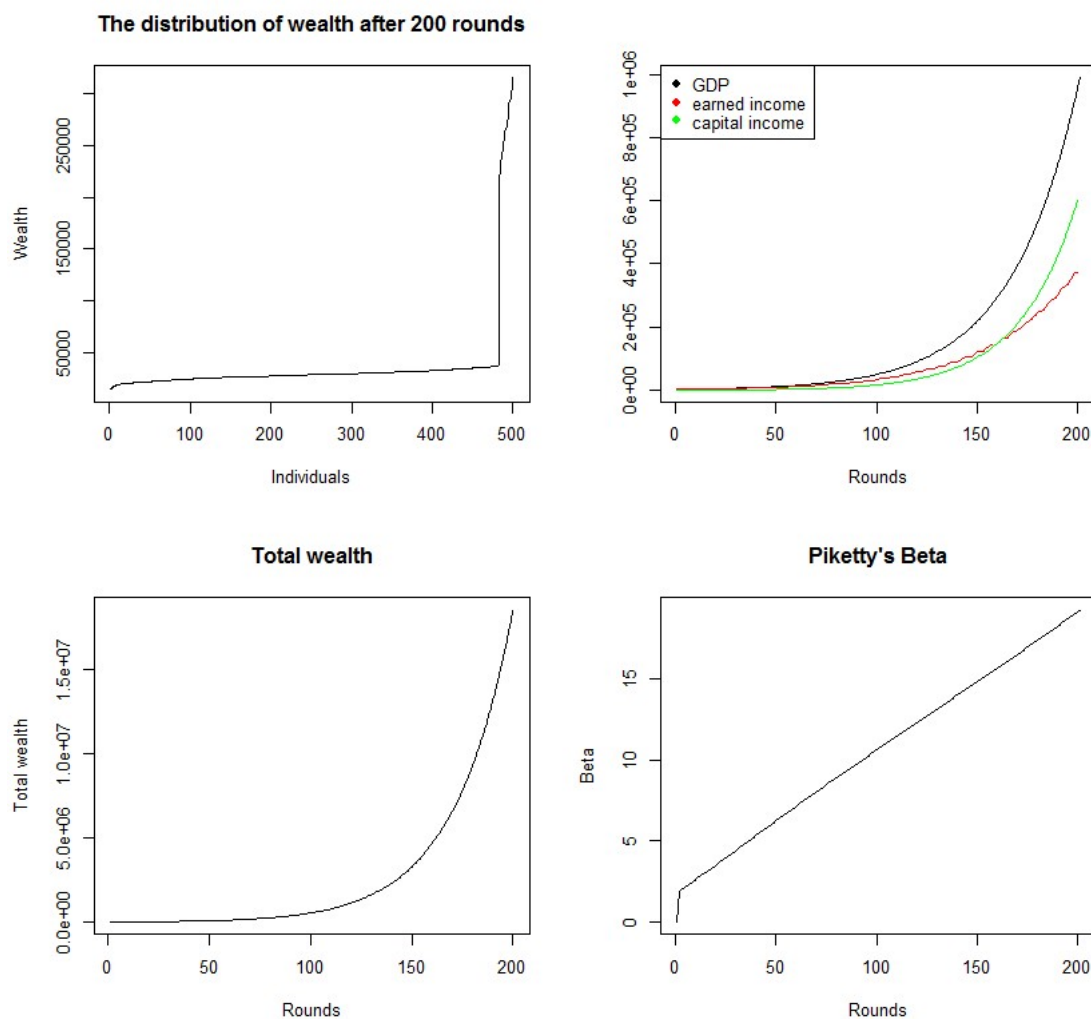 The distribution of wealth after 200 rounds
Wealth
50000
150000
250000
0 100 200 300 400 500
Individuals
GDP
earned income
capital income
0e+00
2e+05
4e+05
6e+05
8e+05
1e+06
0 50 100 150 200
Rounds
Total wealth
Total wealth
0.0e+00
5.0e+06
1.0e+07
1.5e+07
0 50 100 150 200
Rounds
Piketty's Beta
Beta
0
5
10
15
0 50 100 150 200
Rounds